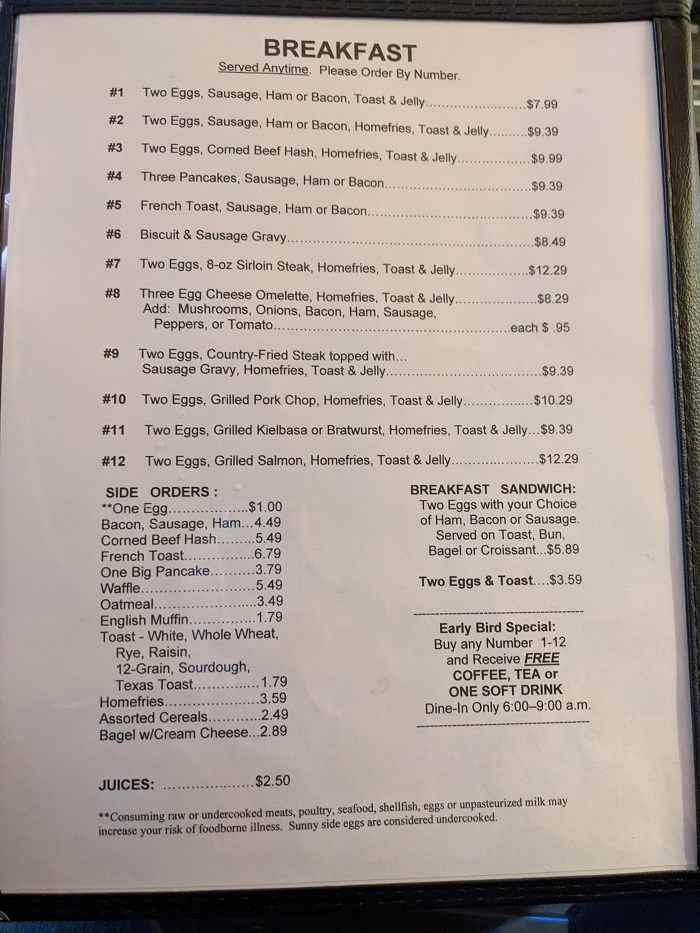 BREAKFAST
Served Anytime. Please Order By Number.
#1 Two Eggs, Sausage, Ham or Bacon, Toast & Jelly.......................$7.99
#2 Two Eggs, Sausage, Ham or Bacon, Homefries, Toast & Jelly.........$9.39
#3 Two Eggs, Corned Beef Hash, Homefries, Toast & Jelly.................$9.99
#4 Three Pancakes, Sausage, Ham or Bacon..................................$9.39
#5 French Toast, Sausage, Ham or Bacon......................................$9.39
#6 Biscuit & Sausage Gravy..........................................................$8.49
#7 Two Eggs, 8-oz Sirloin Steak, Homefries, Toast & Jelly.................$12.29
#8 Three Egg Cheese Omelette, Homefries, Toast & Jelly...................$8.29
Add: Mushrooms, Onions, Bacon, Ham, Sausage,
Peppers, or Tomato.......................................................each $ .95
#9 Two Eggs, Country-Fried Steak topped with...
Sausage Gravy, Homefries, Toast & Jelly....................................$9.39
#10 Two Eggs, Grilled Pork Chop, Homefries, Toast & Jelly................$10.29
#11 Two Eggs, Grilled Kielbasa or Bratwurst, Homefries, Toast & Jelly...$9.39
#12 Two Eggs, Grilled Salmon, Homefries, Toast & Jelly.....................$12.29
SIDE ORDERS :
**One Egg..................$1.00
Bacon, Sausage, Ham...4.49
Corned Beef Hash.........5.49
French Toast................6.79
One Big Pancake..........3.79
Waffle..........................5.49
Oatmeal.......................3.49
English Muffin...............1.79
Toast - White, Whole Wheat,
Rye, Raisin,
12-Grain, Sourdough,
Texas Toast...............1.79
Homefries.....................3.59
Assorted Cereals............2.49
Bagel w/Cream Cheese...2.89
JUICES: .....................$2.50
BREAKFAST SANDWICH:
Two Eggs with your Choice
of Ham, Bacon or Sausage.
Served on Toast, Bun,
Bagel or Croissant...$5.89
Two Eggs & Toast....$3.59
Early Bird Special:
Buy any Number 1-12
and Receive FREE
COFFEE, TEA or
ONE SOFT DRINK
Dine-In Only 6:00–9:00 a.m.
**Consuming raw or undercooked meats, poultry, seafood, shellfish, eggs or unpasteurized milk may
increase your risk of foodborne illness. Sunny side eggs are considered undercooked.